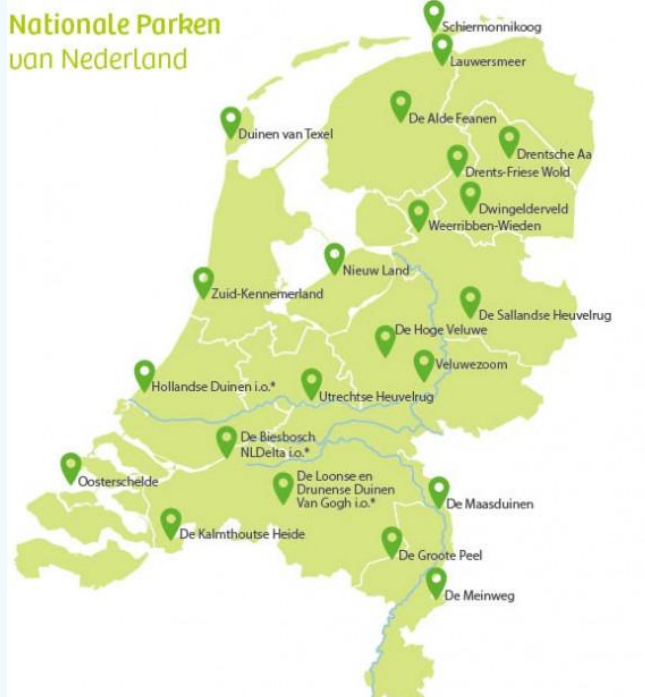 Nationale Parken
van Nederland
Schiermonnikoog
Lauwersmeer
De Alde Feanen
Duinen van Texel
Drentsche Aa
Drents-Friese Wold
Dwingelderveld
Weerribben-Wieden
Nieuw Land
Zuid-Kennemerland
De Sallandse Heuvelrug
De Hoge Veluwe
Veluwezoom
Hollandse Duinen i.o.*
Utrechtse Heuvelrug
De Biesbosch
NLDelta i.o.*
Oosterschelde
De Loonse en
Drunense Duinen
Van Gogh i.o.*
De Maasduinen
De Kalmthoutse Heide
De Groote Peel
De Meinweg